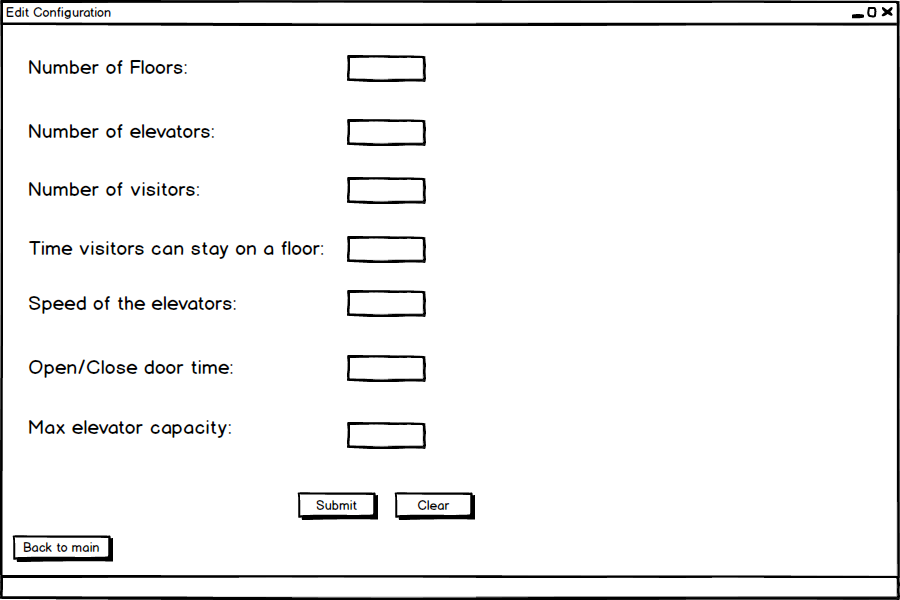 Edit Configuration
Number of Floors:
Number of elevators:
Number of visitors:
Time visitors can stay on a floor:
Speed of the elevators:
Open/Close door time:
Max elevator capacity:
Submit Clear
Back to main